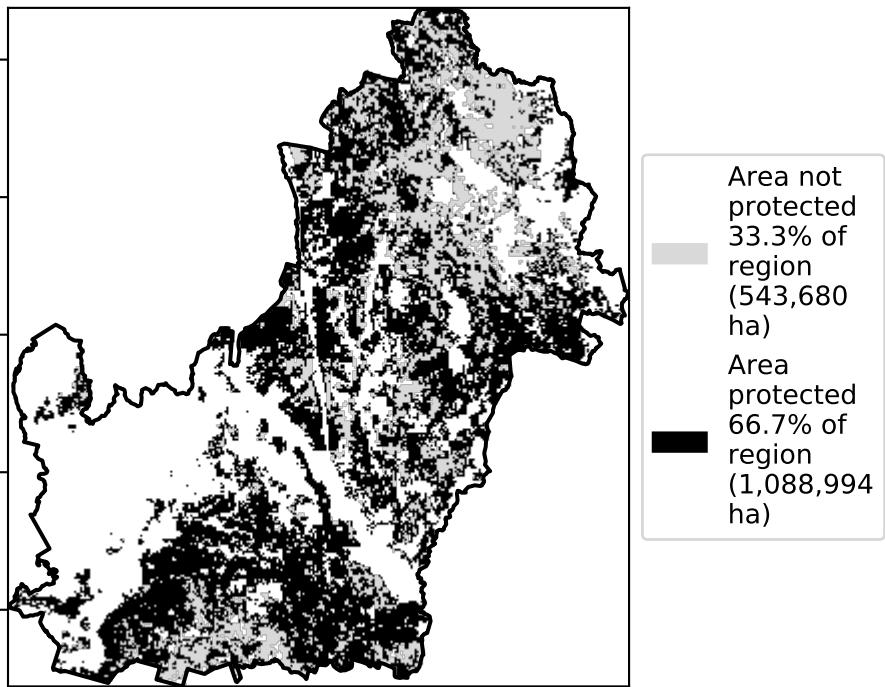 Area not
protected
33.3% of
region
(543,680
ha)
Area
protected
66.7% of
region
(1,088,994
ha)